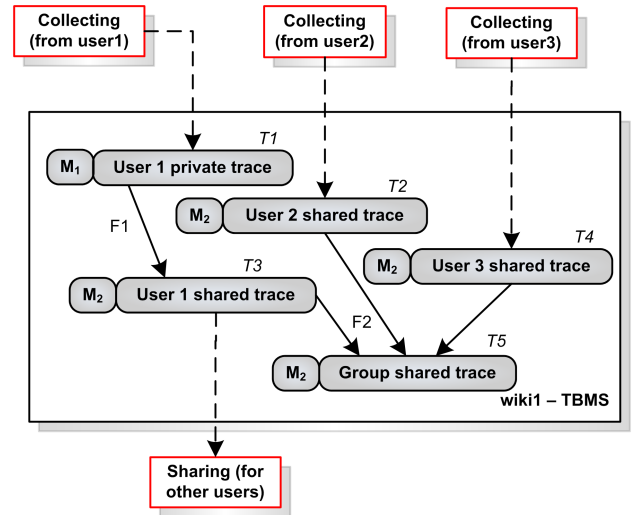 Collecting
(from user1)
Collecting
(from user2)
Collecting
(from user3)
T1
M₁ User 1 private trace
T2
M₂ User 2 shared trace
F1
T4
M₂ User 3 shared trace
T3
M₂ User 1 shared trace
F2
T5
M₂ Group shared trace
wiki1 – TBMS
Sharing (for
other users)